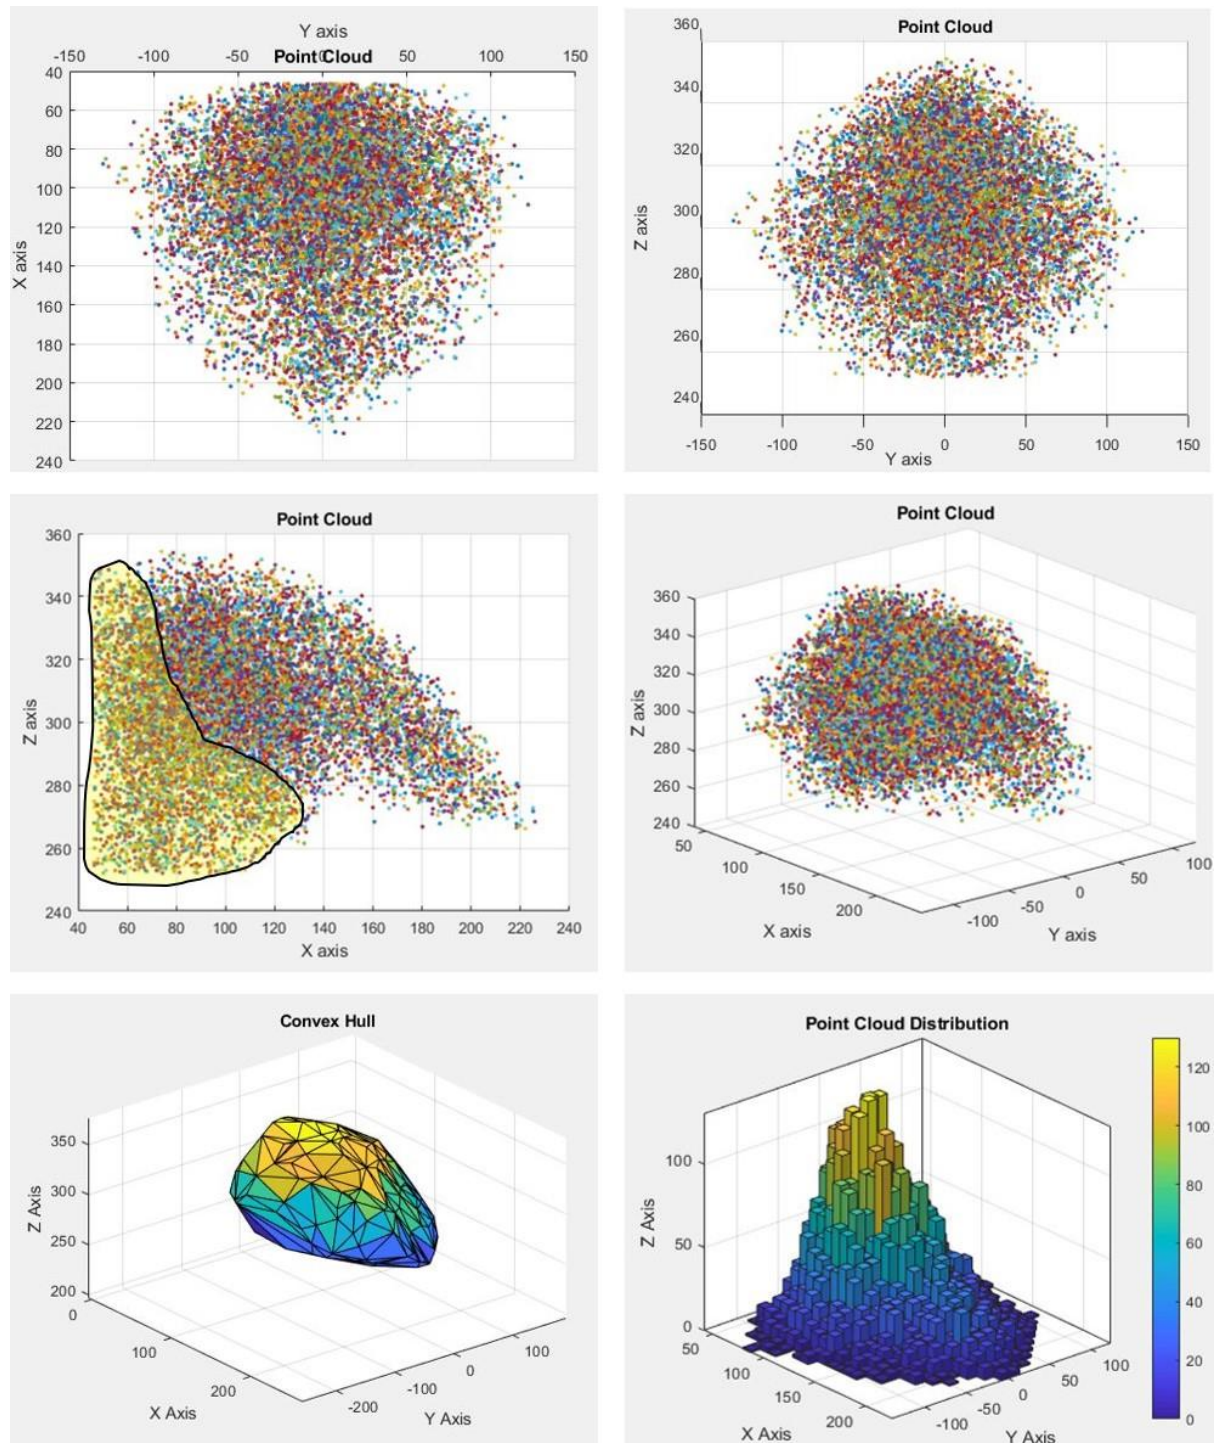 Y axis
-150 -100 -50 0 50 100 150
Point Cloud
40
60
80
100
120
140
160
180
200
220
240
X axis
Point Cloud
360
340
320
300
280
260
240
Z axis
-150 -100 -50 0 50 100 150
Y axis
Point Cloud
360
340
320
300
280
260
240
Z axis
40 60 80 100 120 140 160 180 200 220 240
X axis
Point Cloud
360
340
320
300
280
260
240
Z axis
50
100
150
200
X axis
-100
-50
0
50
100
Y axis
Convex Hull
350
300
250
200
Z Axis
0
100
200
X Axis
-200
-100
0
100
Y Axis
Point Cloud Distribution
100
50
0
Z Axis
50
100
150
200
X Axis
-100
-50
0
50
100
Y Axis
120
100
80
60
40
20
0